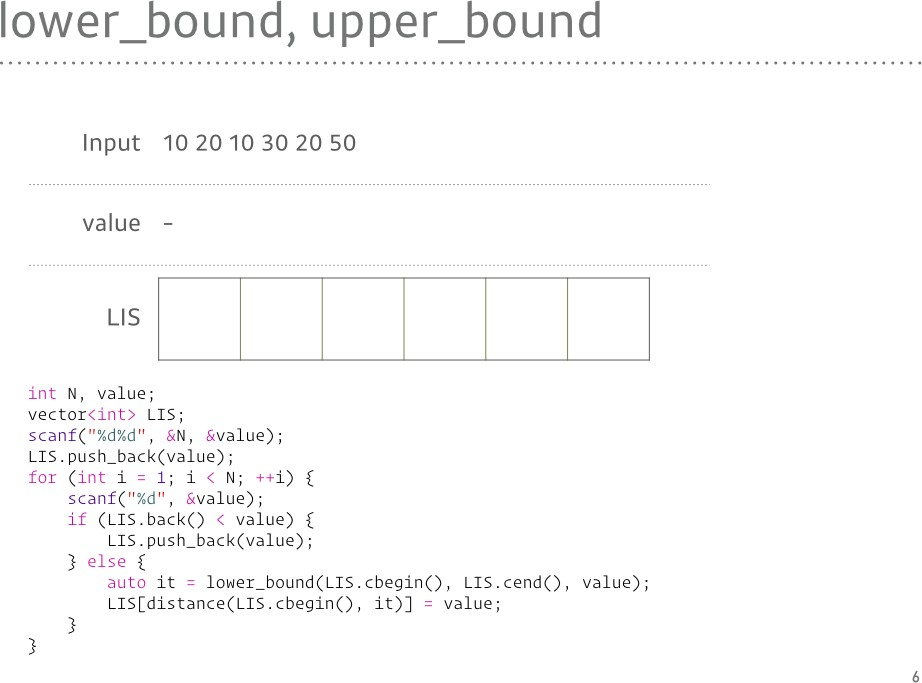 lower_bound, upper_bound
Input 10 20 10 30 20 50
value -
LIS
int N, value;
vector<int> LIS;
scanf("%d%d", &N, &value);
LIS.push_back(value);
for (int i = 1; i < N; ++i) {
    scanf("%d", &value);
    if (LIS.back() < value) {
        LIS.push_back(value);
    } else {
        auto it = lower_bound(LIS.cbegin(), LIS.cend(), value);
        LIS[distance(LIS.cbegin(), it)] = value;
    }
}
6